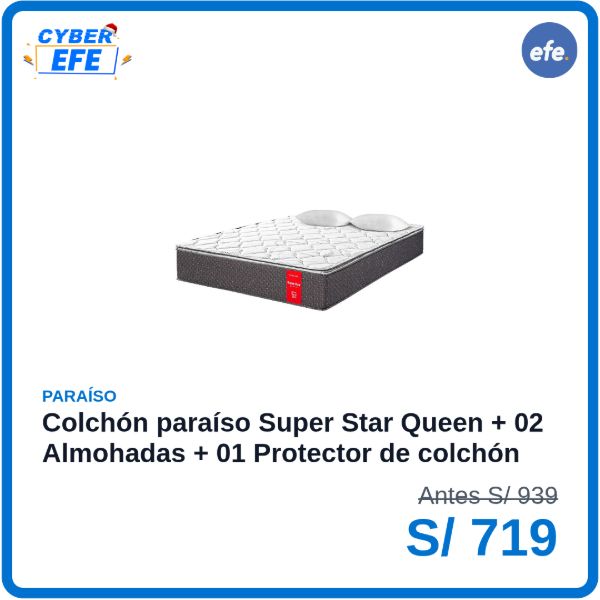 CYBER
EFE
efe.
PARAÍSO
Colchón paraíso Super Star Queen + 02
Almohadas + 01 Protector de colchón
Antes S/ 939
S/ 719